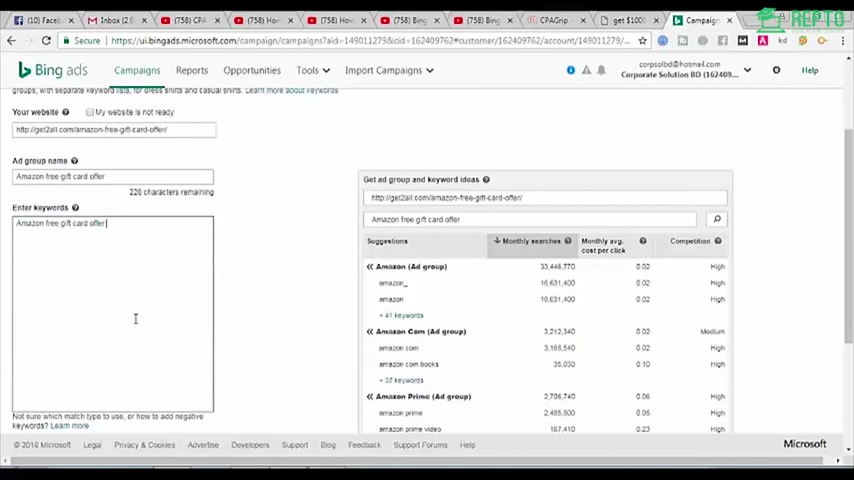 (2) Facebo
M Inbox (2,6
(758) CPA
(758) How
(758) How
(758) Bing
(758) Bing
CPAGrip
get $1000
Campaign
REPTO
Secure
https://ui.bingads.microsoft.com/campaign/campaigns?aid=149011279&cid=162409762#customer/162409762/account/149011279/
Bing ads
Campaigns
Reports
Opportunities
Tools
Import Campaigns
corpsolbd@hotmail.com
Corporate Solution BD (162409762)
Help
groups, with separate keyword lists, for dress shirts and casual shirts. Learn more about keywords
Your website
My website is not ready
http://get2all.com/amazon-free-gift-card-offer/
Ad group name
Amazon free gift card offer
228 characters remaining
Enter keywords
Amazon free gift card offer
Not sure which match type to use, or how to add negative
keywords? Learn more
Get ad group and keyword ideas
http://get2all.com/amazon-free-gift-card-offer/
Amazon free gift card offer
Suggestions
Monthly searches
Monthly avg.
cost per click
Competition
Amazon (Ad group) 33,446,770 0.02 High
amazon_ 16,631,400 0.02 High
amazon 16,631,400 0.02 High
+ 41 keywords
Amazon Com (Ad group) 3,212,340 0.02 Medium
amazon com 3,168,540 0.02 High
amazon com books 35,030 0.10 High
+ 37 keywords
Amazon Prime (Ad group) 2,706,740 0.06 High
amazon prime 2,485,800 0.05 High
amazon prime video 187,410 0.23 High
© 2018 Microsoft
Legal
Privacy & Cookies
Advertise
Developers
Support
Blog
Feedback
Support Forums
Help
Microsoft